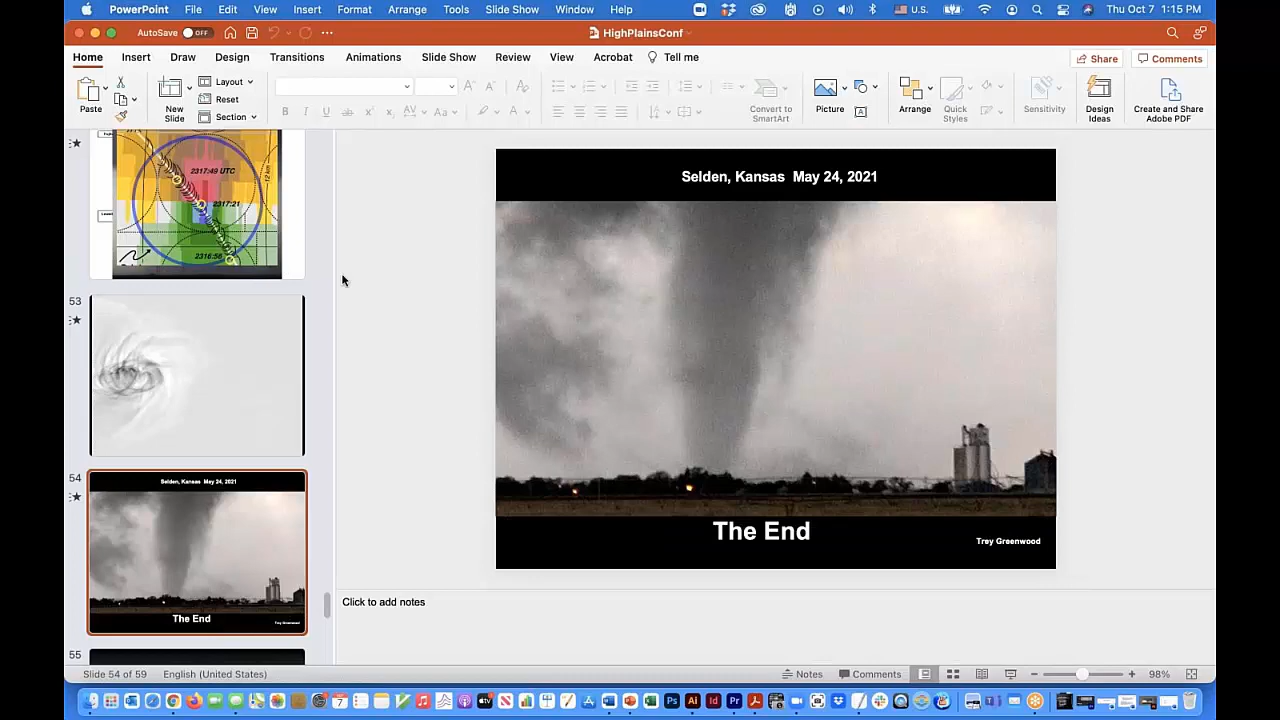 PowerPoint File Edit View Insert Format Arrange Tools Slide Show Window Help U.S. Thu Oct 7 1:15 PM
AutoSave OFF HighPlainsConf
Home Insert Draw Design Transitions Animations Slide Show Review View Acrobat Tell me Share Comments
Paste New Slide Layout Reset Section Convert to SmartArt Picture Arrange Quick Styles Sensitivity Design Ideas Create and Share Adobe PDF
2317:49 UTC
12 km
2317:21
2316:58
53
54
Selden, Kansas May 24, 2021
The End
Trey Greenwood
55
Selden, Kansas May 24, 2021
The End
Trey Greenwood
Click to add notes
Slide 54 of 59 English (United States) Notes Comments 98%